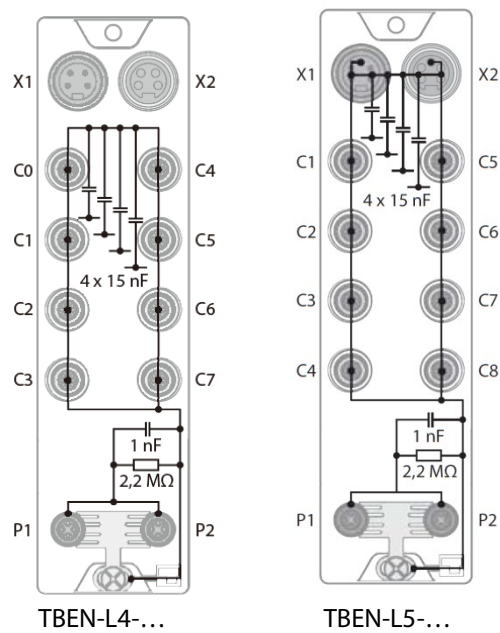 X1 X2
C0 C4
C1 C5
4 x 15 nF
C2 C6
C3 C7
1 nF
2,2 MΩ
P1 P2
TBEN-L4-…
X1 X2
C1 C5
4 x 15 nF
C2 C6
C3 C7
C4 C8
1 nF
2,2 MΩ
P1 P2
TBEN-L5-…